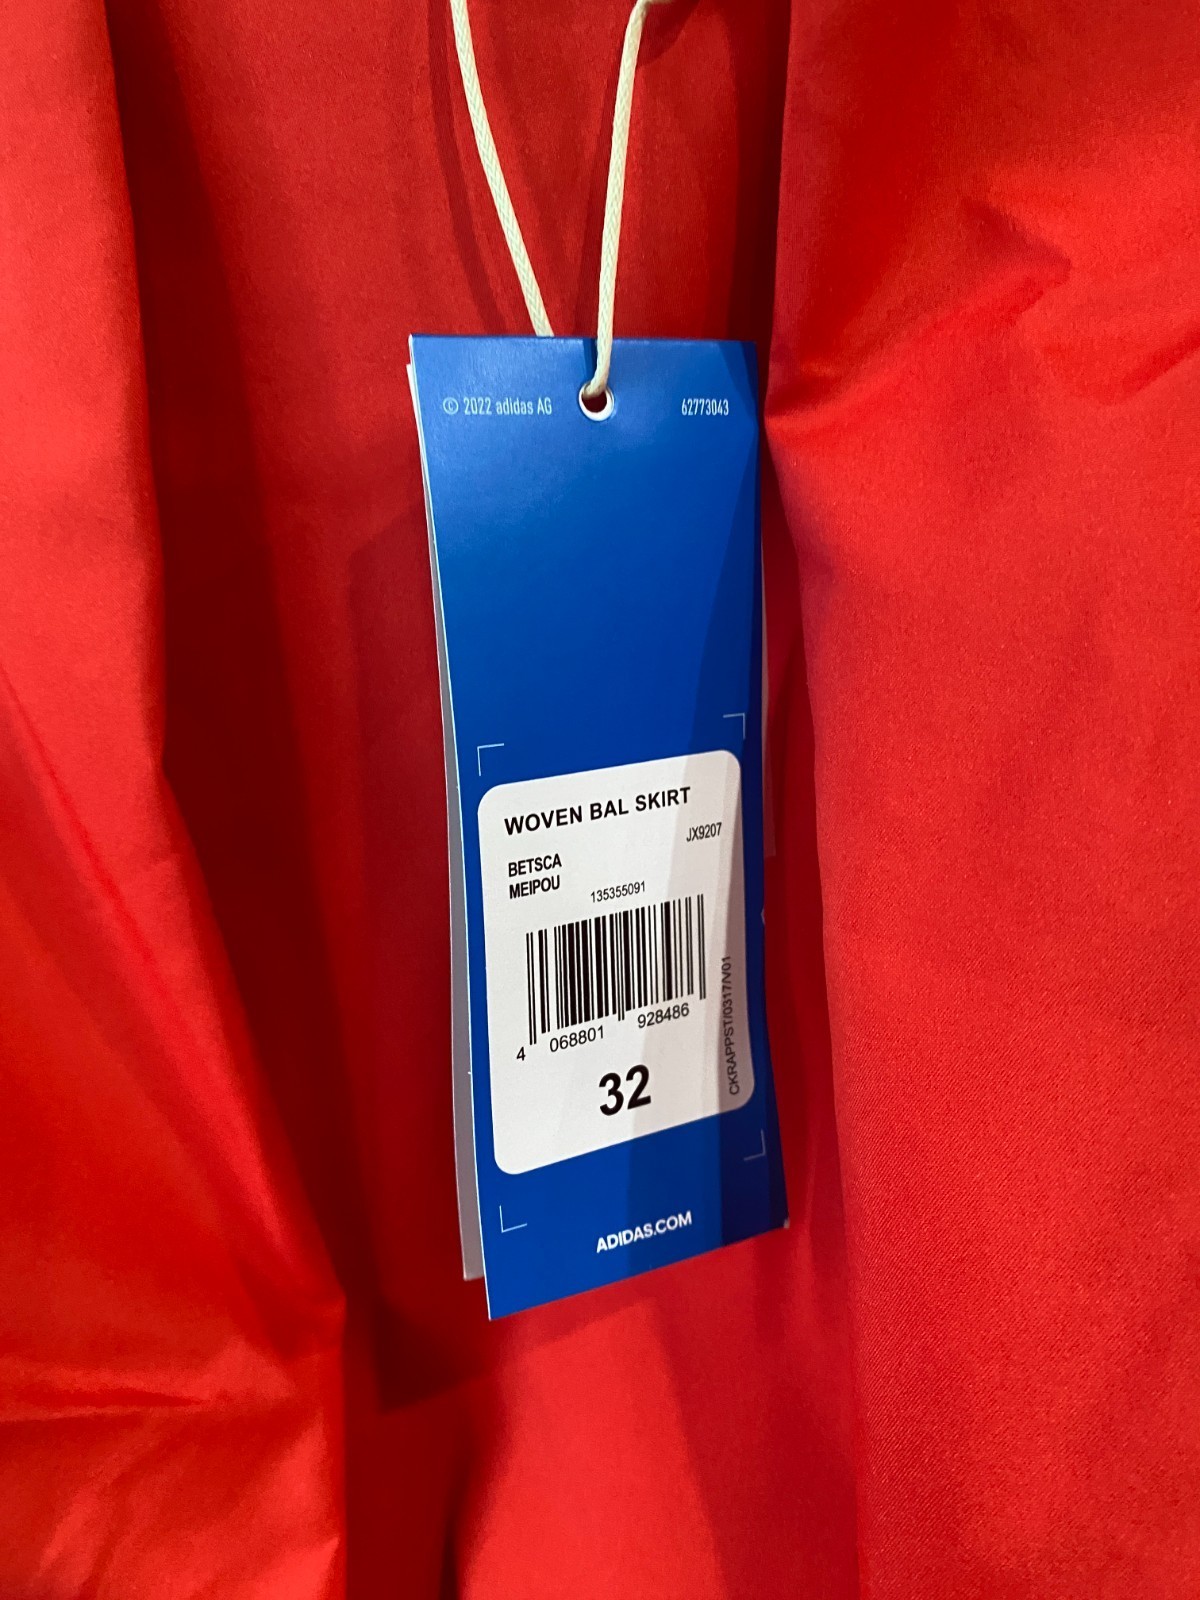 © 2022 adidas AG
62773043
WOVEN BAL SKIRT
JX9207
BETSCA
MEIPOU
135355091
4 068801 928486
CKRAPPST/0317/V01
32
ADIDAS.COM